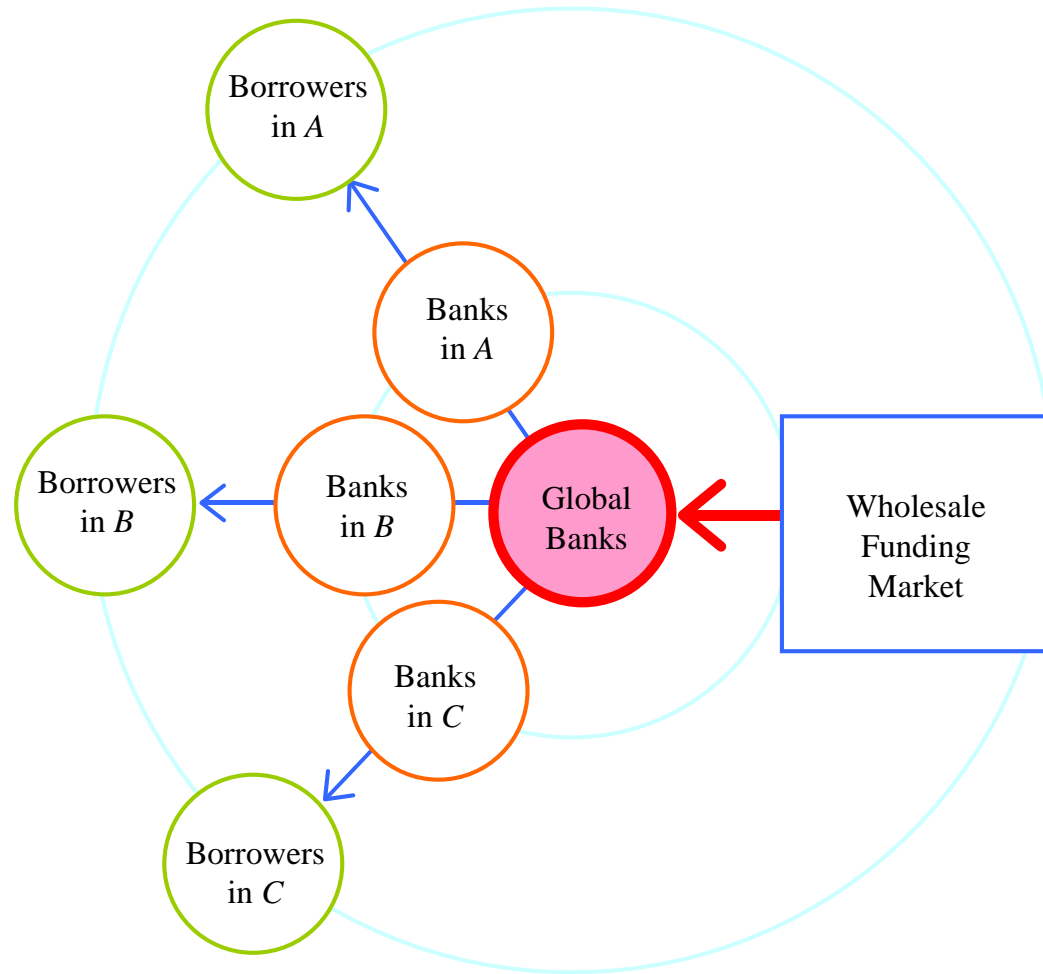 Borrowers
in A
Banks
in A
Borrowers
in B
Banks
in B
Global
Banks
Wholesale
Funding
Market
Banks
in C
Borrowers
in C